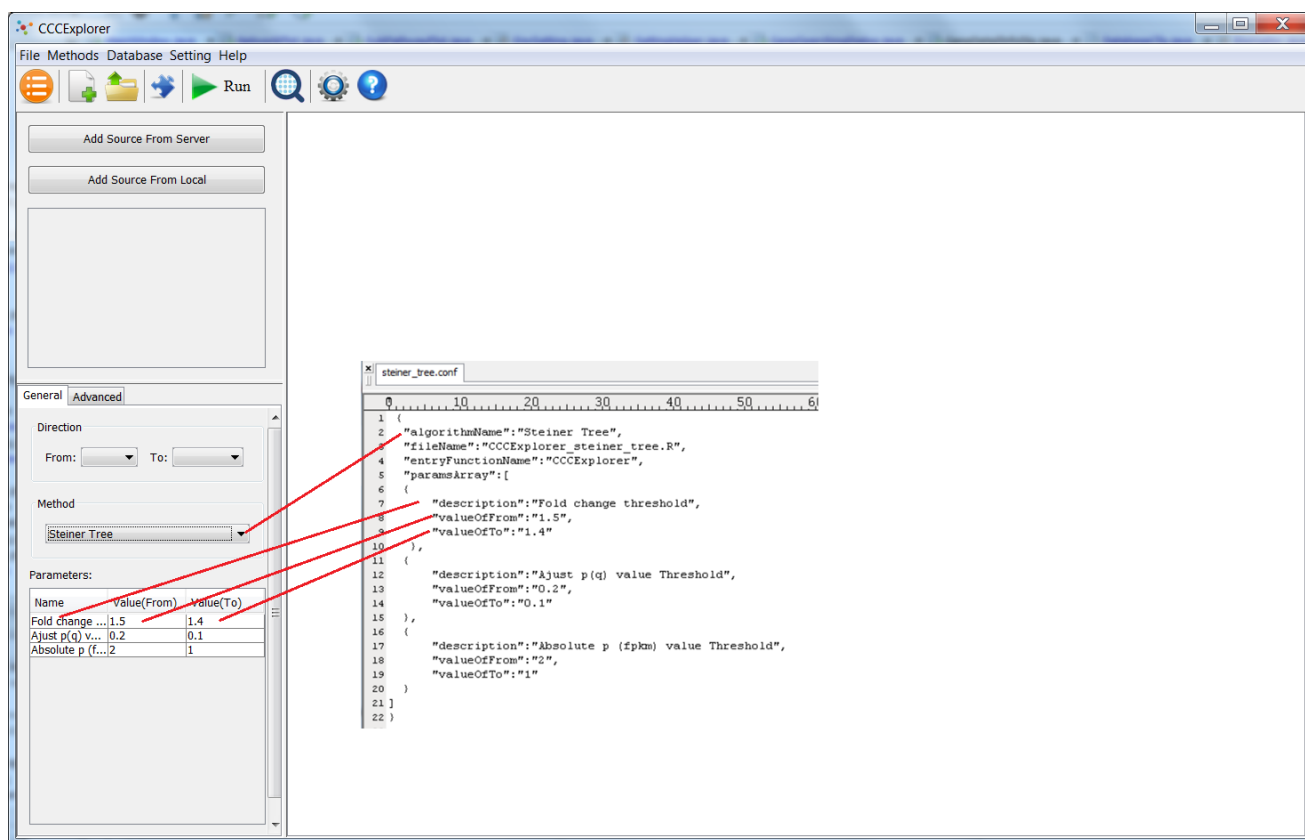 CCCExplorer
File Methods Database Setting Help
Run
Add Source From Server
Add Source From Local
General Advanced
Direction
From: To:
Method
Steiner Tree
Parameters:
Name Value(From) Value(To)
Fold change ... 1.5 1.4
Ajust p(q) v... 0.2 0.1
Absolute p (f... 2 1
steiner_tree.conf
0 10 20 30 40 50 60
1 {
2 "algorithmName":"Steiner Tree",
3 "fileName":"CCCExplorer_steiner_tree.R",
4 "entryFunctionName":"CCCExplorer",
5 "paramsArray":[
6 {
7 "description":"Fold change threshold",
8 "valueOfFrom":"1.5",
9 "valueOfTo":"1.4"
10 },
11 {
12 "description":"Ajust p(q) value Threshold",
13 "valueOfFrom":"0.2",
14 "valueOfTo":"0.1"
15 },
16 {
17 "description":"Absolute p (fpkm) value Threshold",
18 "valueOfFrom":"2",
19 "valueOfTo":"1"
20 }
21 ]
22 }